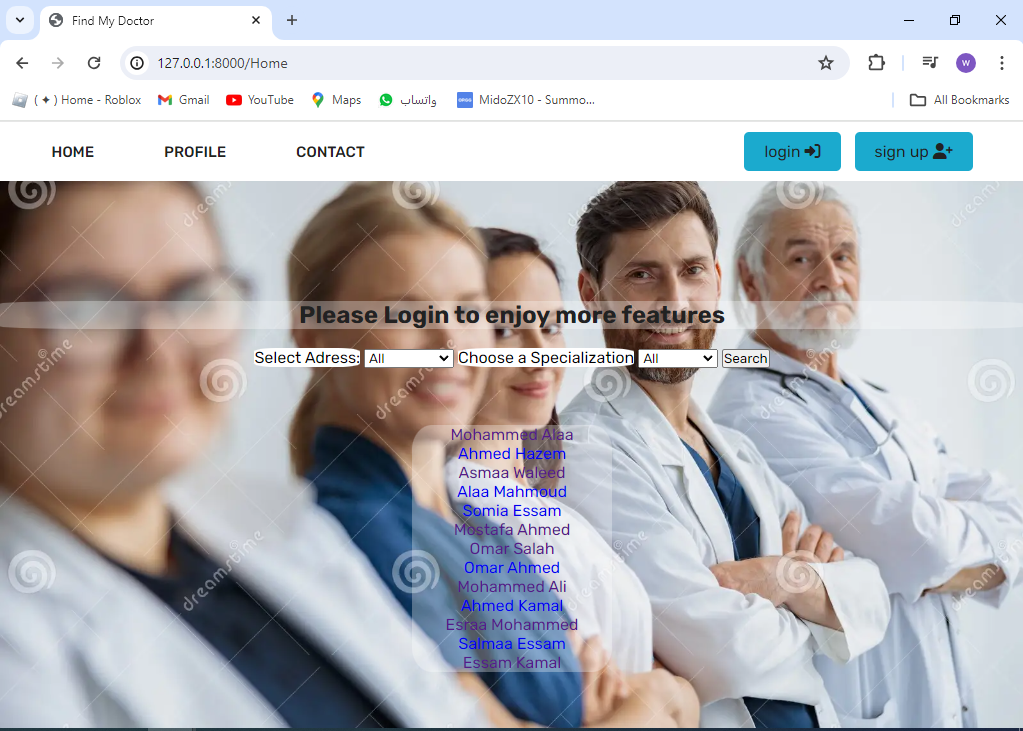 Find My Doctor
127.0.0.1:8000/Home
W
( ✦ ) Home - Roblox
Gmail
YouTube
Maps
واتساب
MidoZX10 - Summo...
All Bookmarks
HOME
PROFILE
CONTACT
login
sign up
Please Login to enjoy more features
Select Adress: All Choose a Specialization All Search
Mohammed Alaa
Ahmed Hazem
Asmaa Waleed
Alaa Mahmoud
Somia Essam
Mostafa Ahmed
Omar Salah
Omar Ahmed
Mohammed Ali
Ahmed Kamal
Esraa Mohammed
Salmaa Essam
Essam Kamal
dreamstime
dreamstime
dreamstime
dreamstime
dreamstime
dreamstime
dreamstime
dreamstime